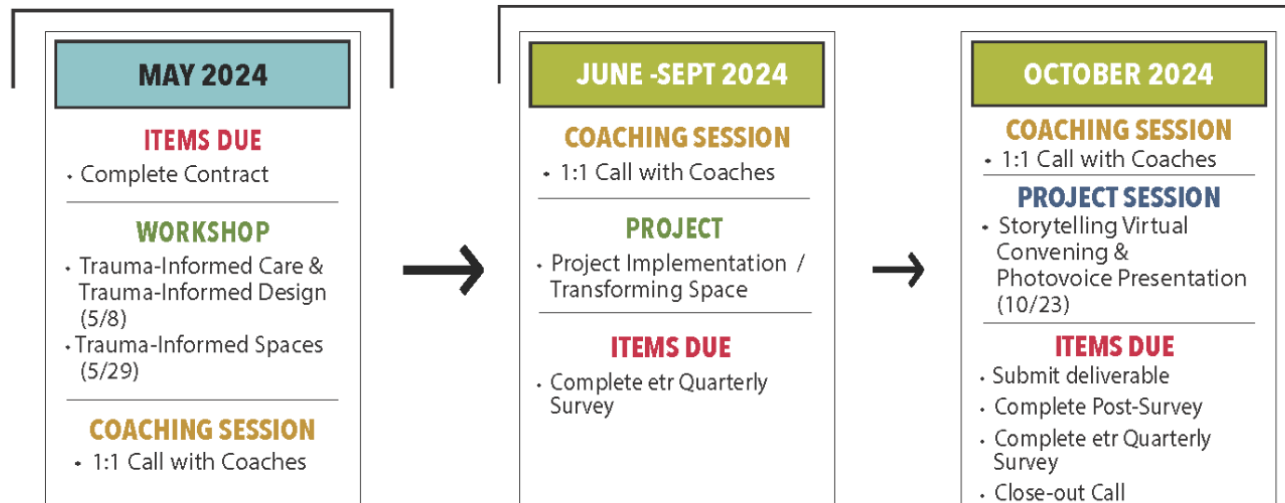 MAY 2024
ITEMS DUE
• Complete Contract
WORKSHOP
• Trauma-Informed Care &
Trauma-Informed Design
(5/8)
• Trauma-Informed Spaces
(5/29)
COACHING SESSION
• 1:1 Call with Coaches
JUNE -SEPT 2024
COACHING SESSION
• 1:1 Call with Coaches
PROJECT
• Project Implementation /
Transforming Space
ITEMS DUE
• Complete etr Quarterly
Survey
OCTOBER 2024
COACHING SESSION
• 1:1 Call with Coaches
PROJECT SESSION
• Storytelling Virtual
Convening &
Photovoice Presentation
(10/23)
ITEMS DUE
• Submit deliverable
• Complete Post-Survey
• Complete etr Quarterly
Survey
• Close-out Call